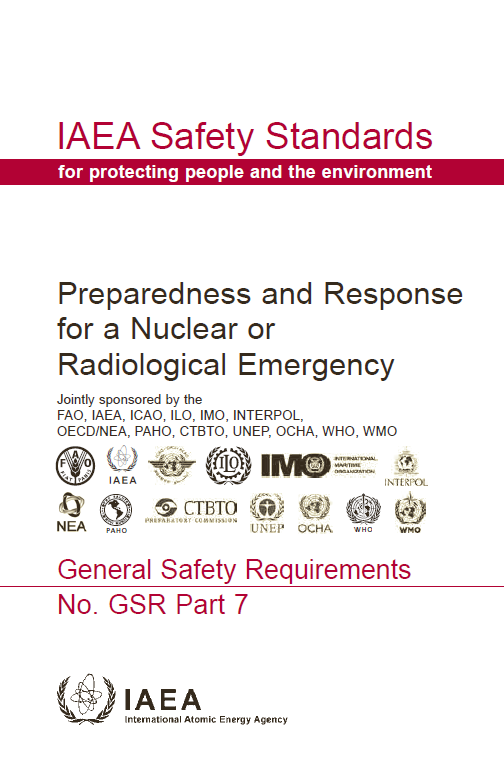 IAEA Safety Standards
for protecting people and the environment
Preparedness and Response
for a Nuclear or
Radiological Emergency
Jointly sponsored by the
FAO, IAEA, ICAO, ILO, IMO, INTERPOL,
OECD/NEA, PAHO, CTBTO, UNEP, OCHA, WHO, WMO
FAO
FIAT PANIS
IAEA
ILO
IMO
INTERNATIONAL
MARITIME
ORGANIZATION
INTERPOL
NEA
PAHO
CTBTO
PREPARATORY COMMISSION
UNEP
OCHA
WHO
WMO
General Safety Requirements
No. GSR Part 7
IAEA
International Atomic Energy Agency